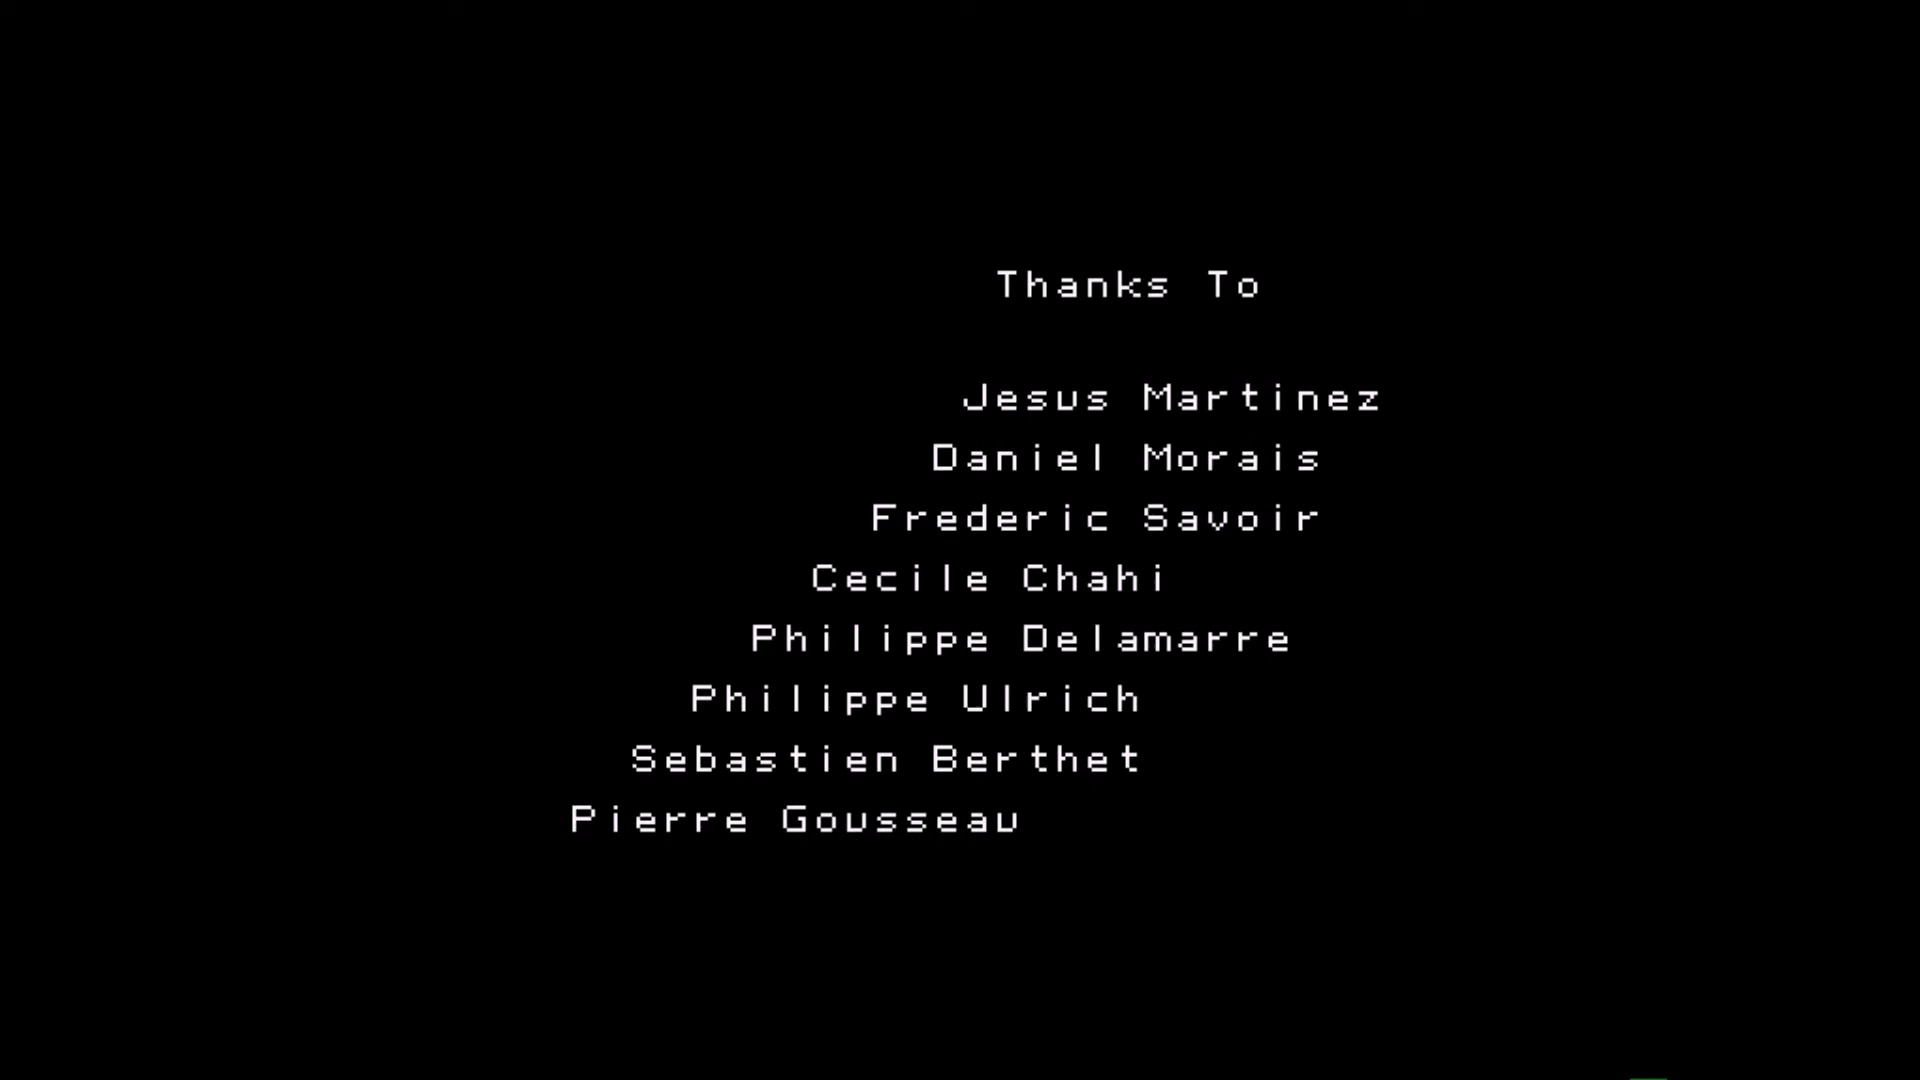 Thanks To
Jesus Martinez
Daniel Morais
Frederic Savoir
Cecile Chahi
Philippe Delamarre
Philippe Ulrich
Sebastien Berthet
Pierre Gousseau